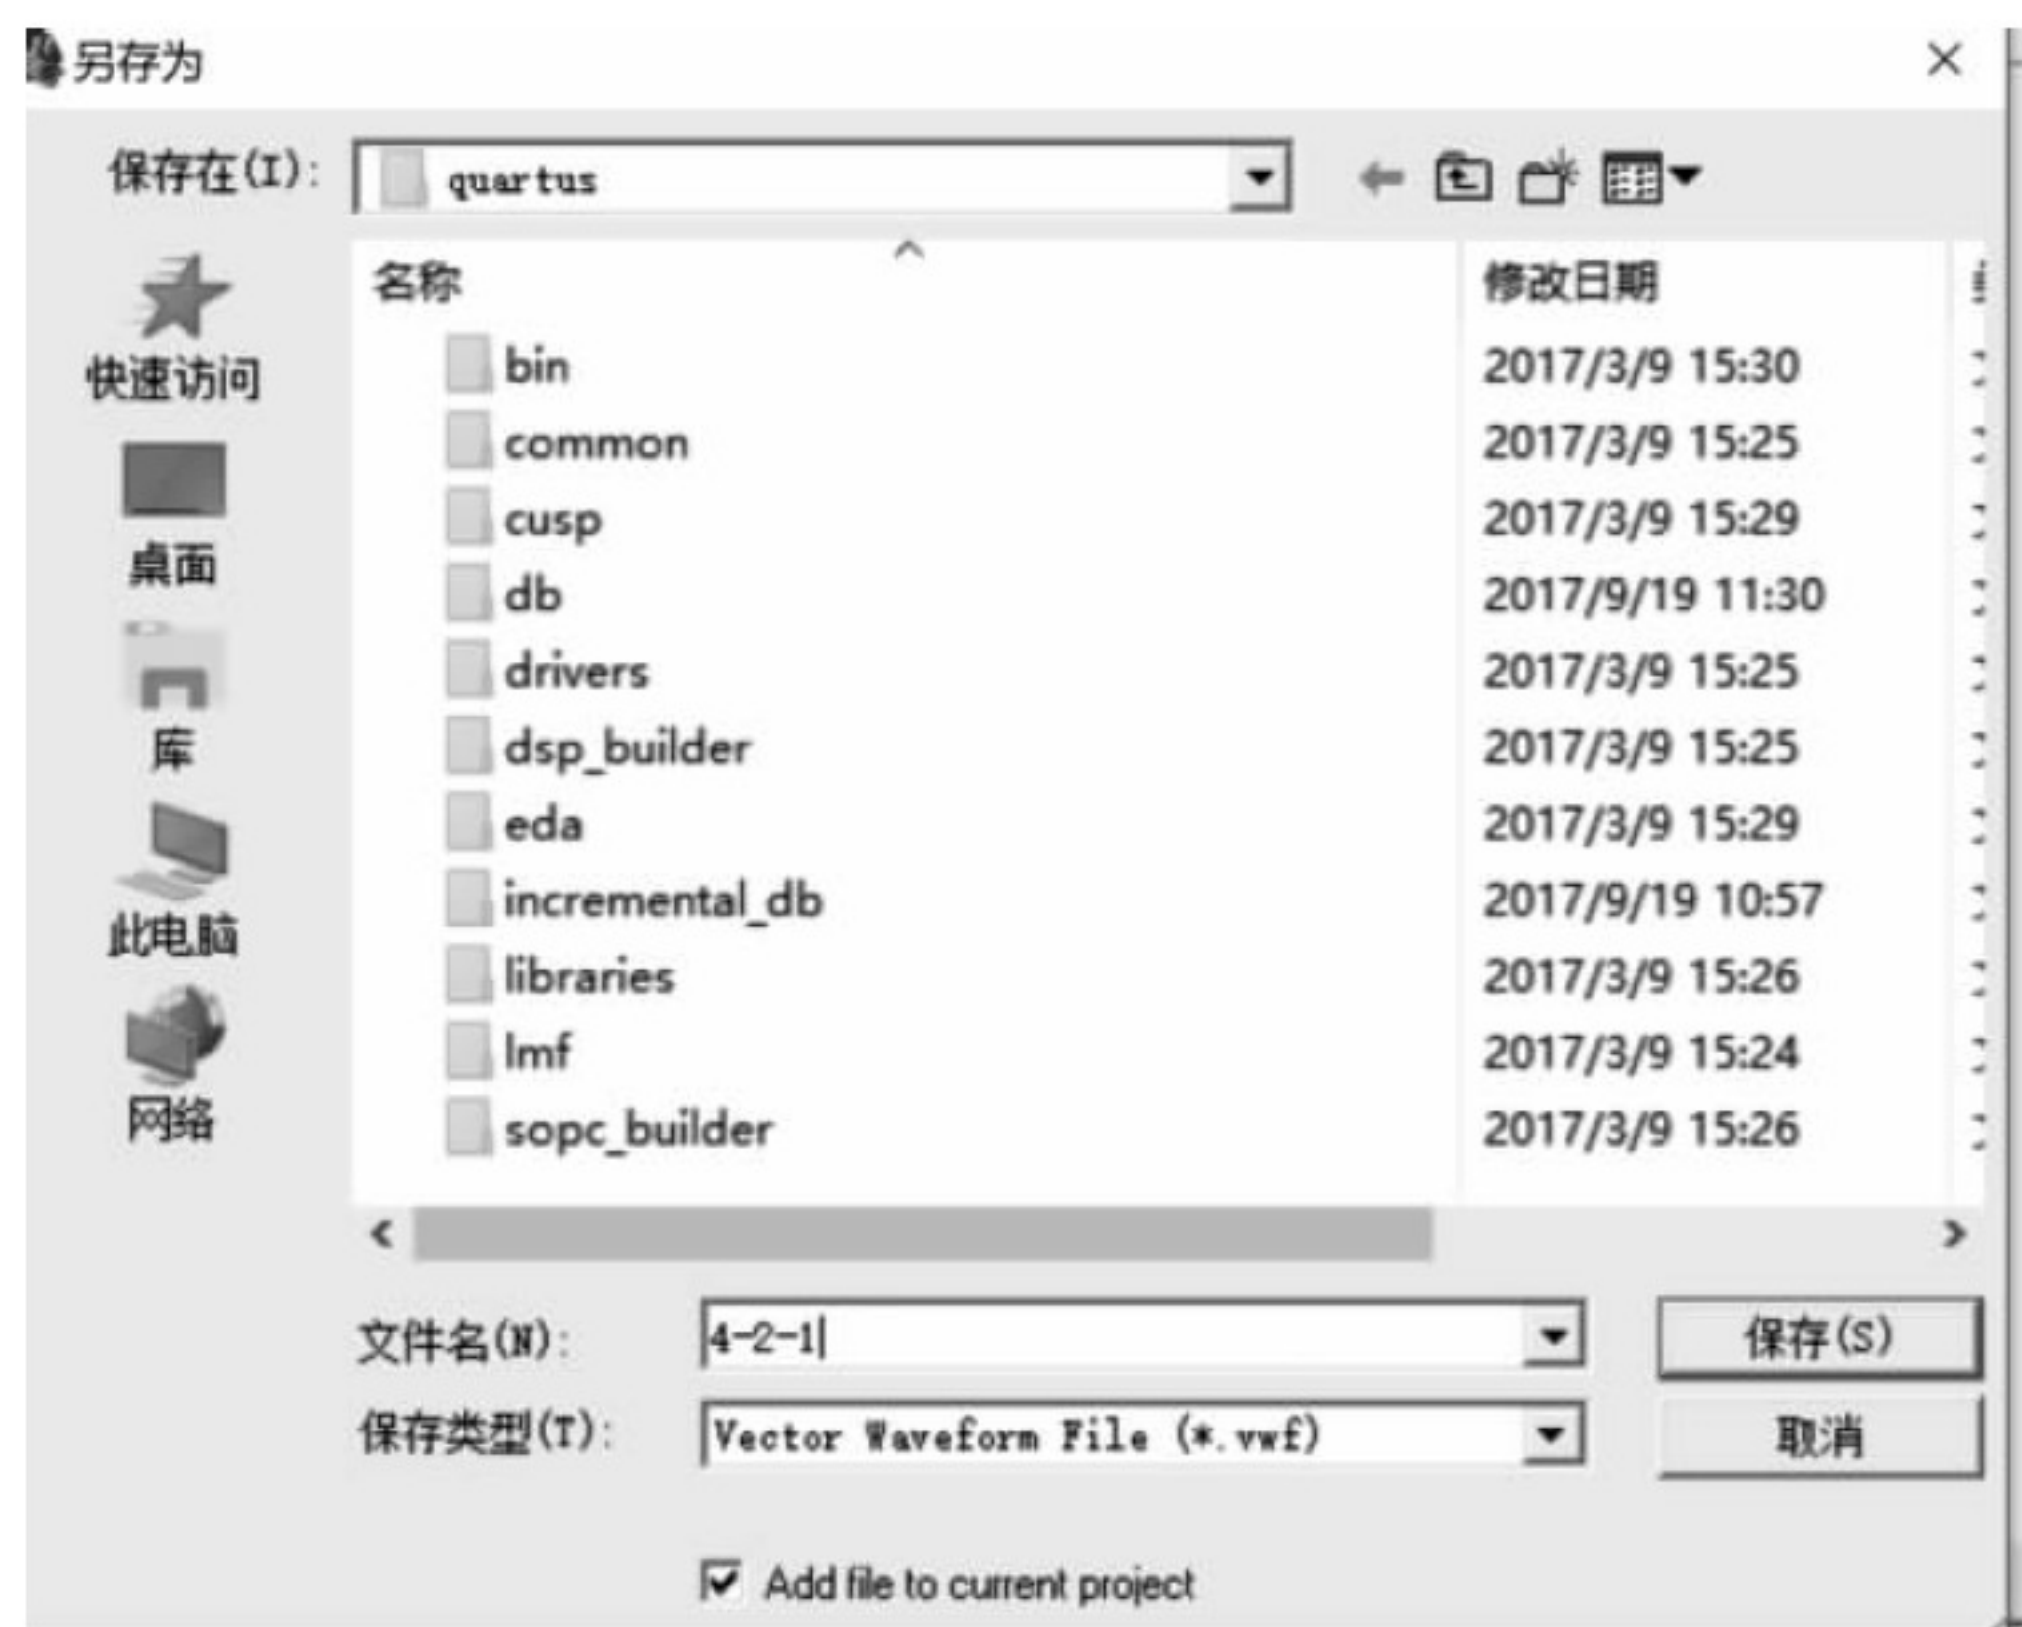 另存为
保存在(I): quartus
名称 修改日期
bin 2017/3/9 15:30
common 2017/3/9 15:25
cusp 2017/3/9 15:29
db 2017/9/19 11:30
drivers 2017/3/9 15:25
dsp_builder 2017/3/9 15:25
eda 2017/3/9 15:29
incremental_db 2017/9/19 10:57
libraries 2017/3/9 15:26
lmf 2017/3/9 15:24
sopc_builder 2017/3/9 15:26
快速访问
桌面
库
此电脑
网络
文件名(N): 4-2-1 保存(S)
保存类型(T): Vector Waveform File (*.vwf) 取消
Add file to current project